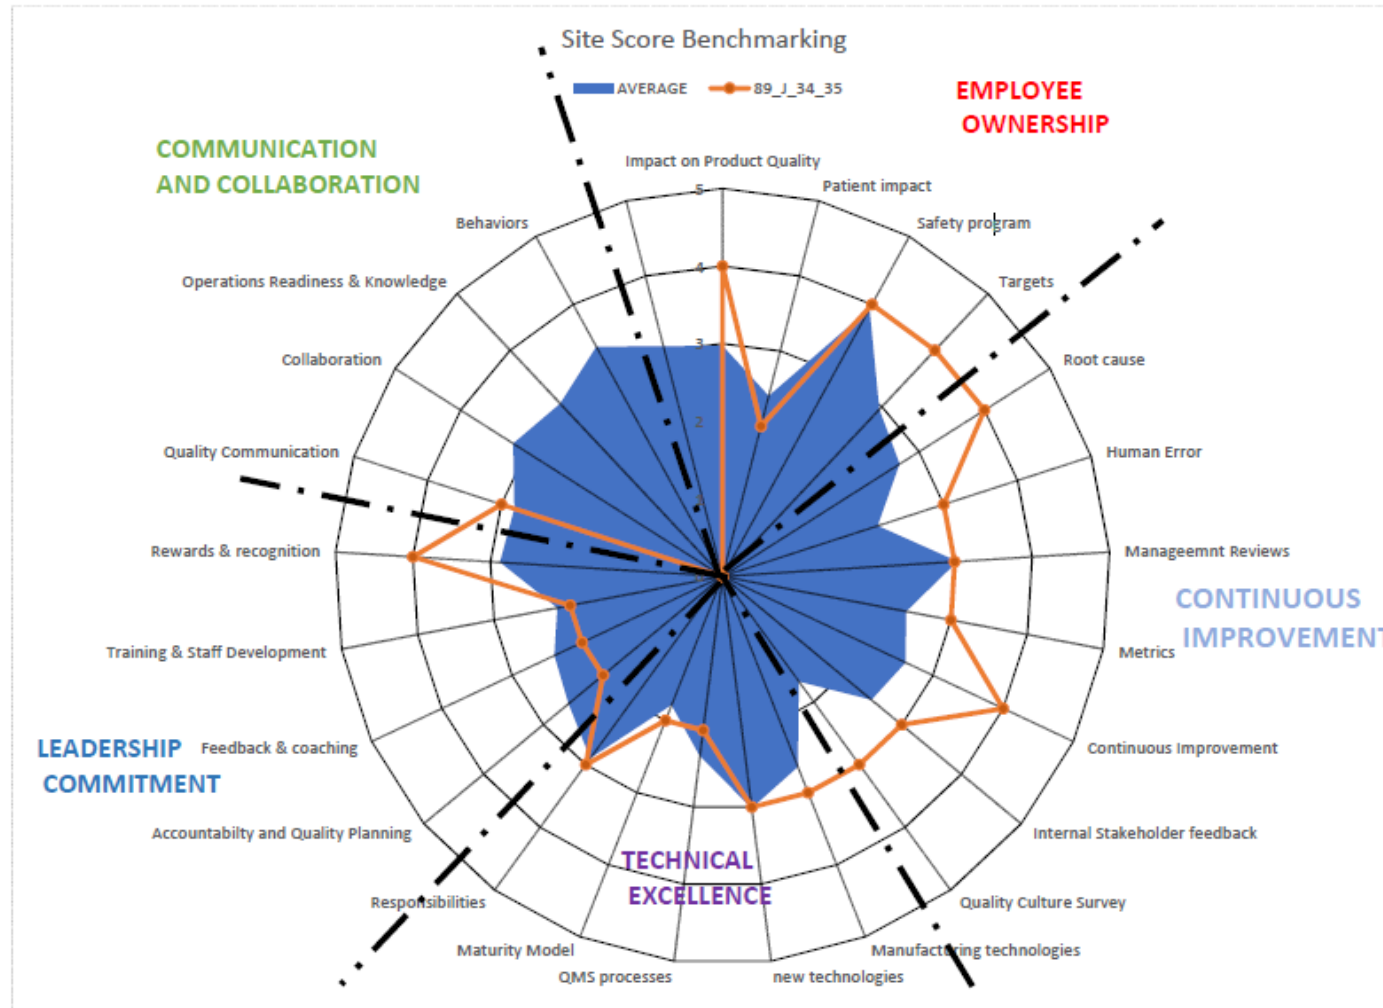 Site Score Benchmarking
AVERAGE 89_J_34_35
EMPLOYEE
OWNERSHIP
COMMUNICATION
AND COLLABORATION
Impact on Product Quality
Patient impact
Safety program
Targets
Root cause
Human Error
Manageemnt Reviews
CONTINUOUS
IMPROVEMENT
Metrics
Continuous Improvement
Internal Stakeholder feedback
Quality Culture Survey
Manufacturing technologies
new technologies
TECHNICAL
EXCELLENCE
QMS processes
Maturity Model
Responsibilities
Accountabilty and Quality Planning
LEADERSHIP
COMMITMENT
Feedback & coaching
Training & Staff Development
Rewards & recognition
Quality Communication
Collaboration
Operations Readiness & Knowledge
Behaviors
5
4
3
2
1